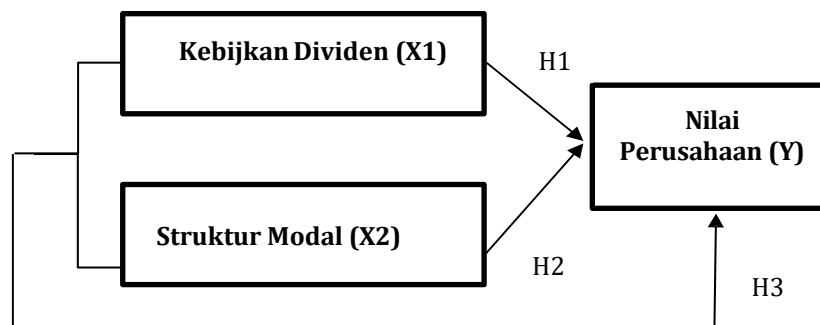 Kebijkan Dividen (X1)
H1
Nilai
Perusahaan (Y)
Struktur Modal (X2)
H2
H3